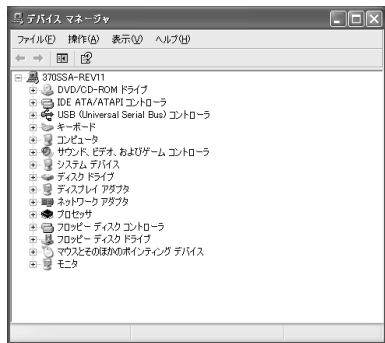 デバイス マネージャ
ファイル(F) 操作(A) 表示(V) ヘルプ(H)
370SSA-REV11
DVD/CD-ROM ドライブ
IDE ATA/ATAPI コントローラ
USB (Universal Serial Bus) コントローラ
キーボード
コンピュータ
サウンド、ビデオ、およびゲーム コントローラ
システム デバイス
ディスク ドライブ
ディスプレイ アダプタ
ネットワーク アダプタ
プロセッサ
フロッピー ディスク コントローラ
フロッピー ディスク ドライブ
マウスとそのほかのポインティング デバイス
モニタ